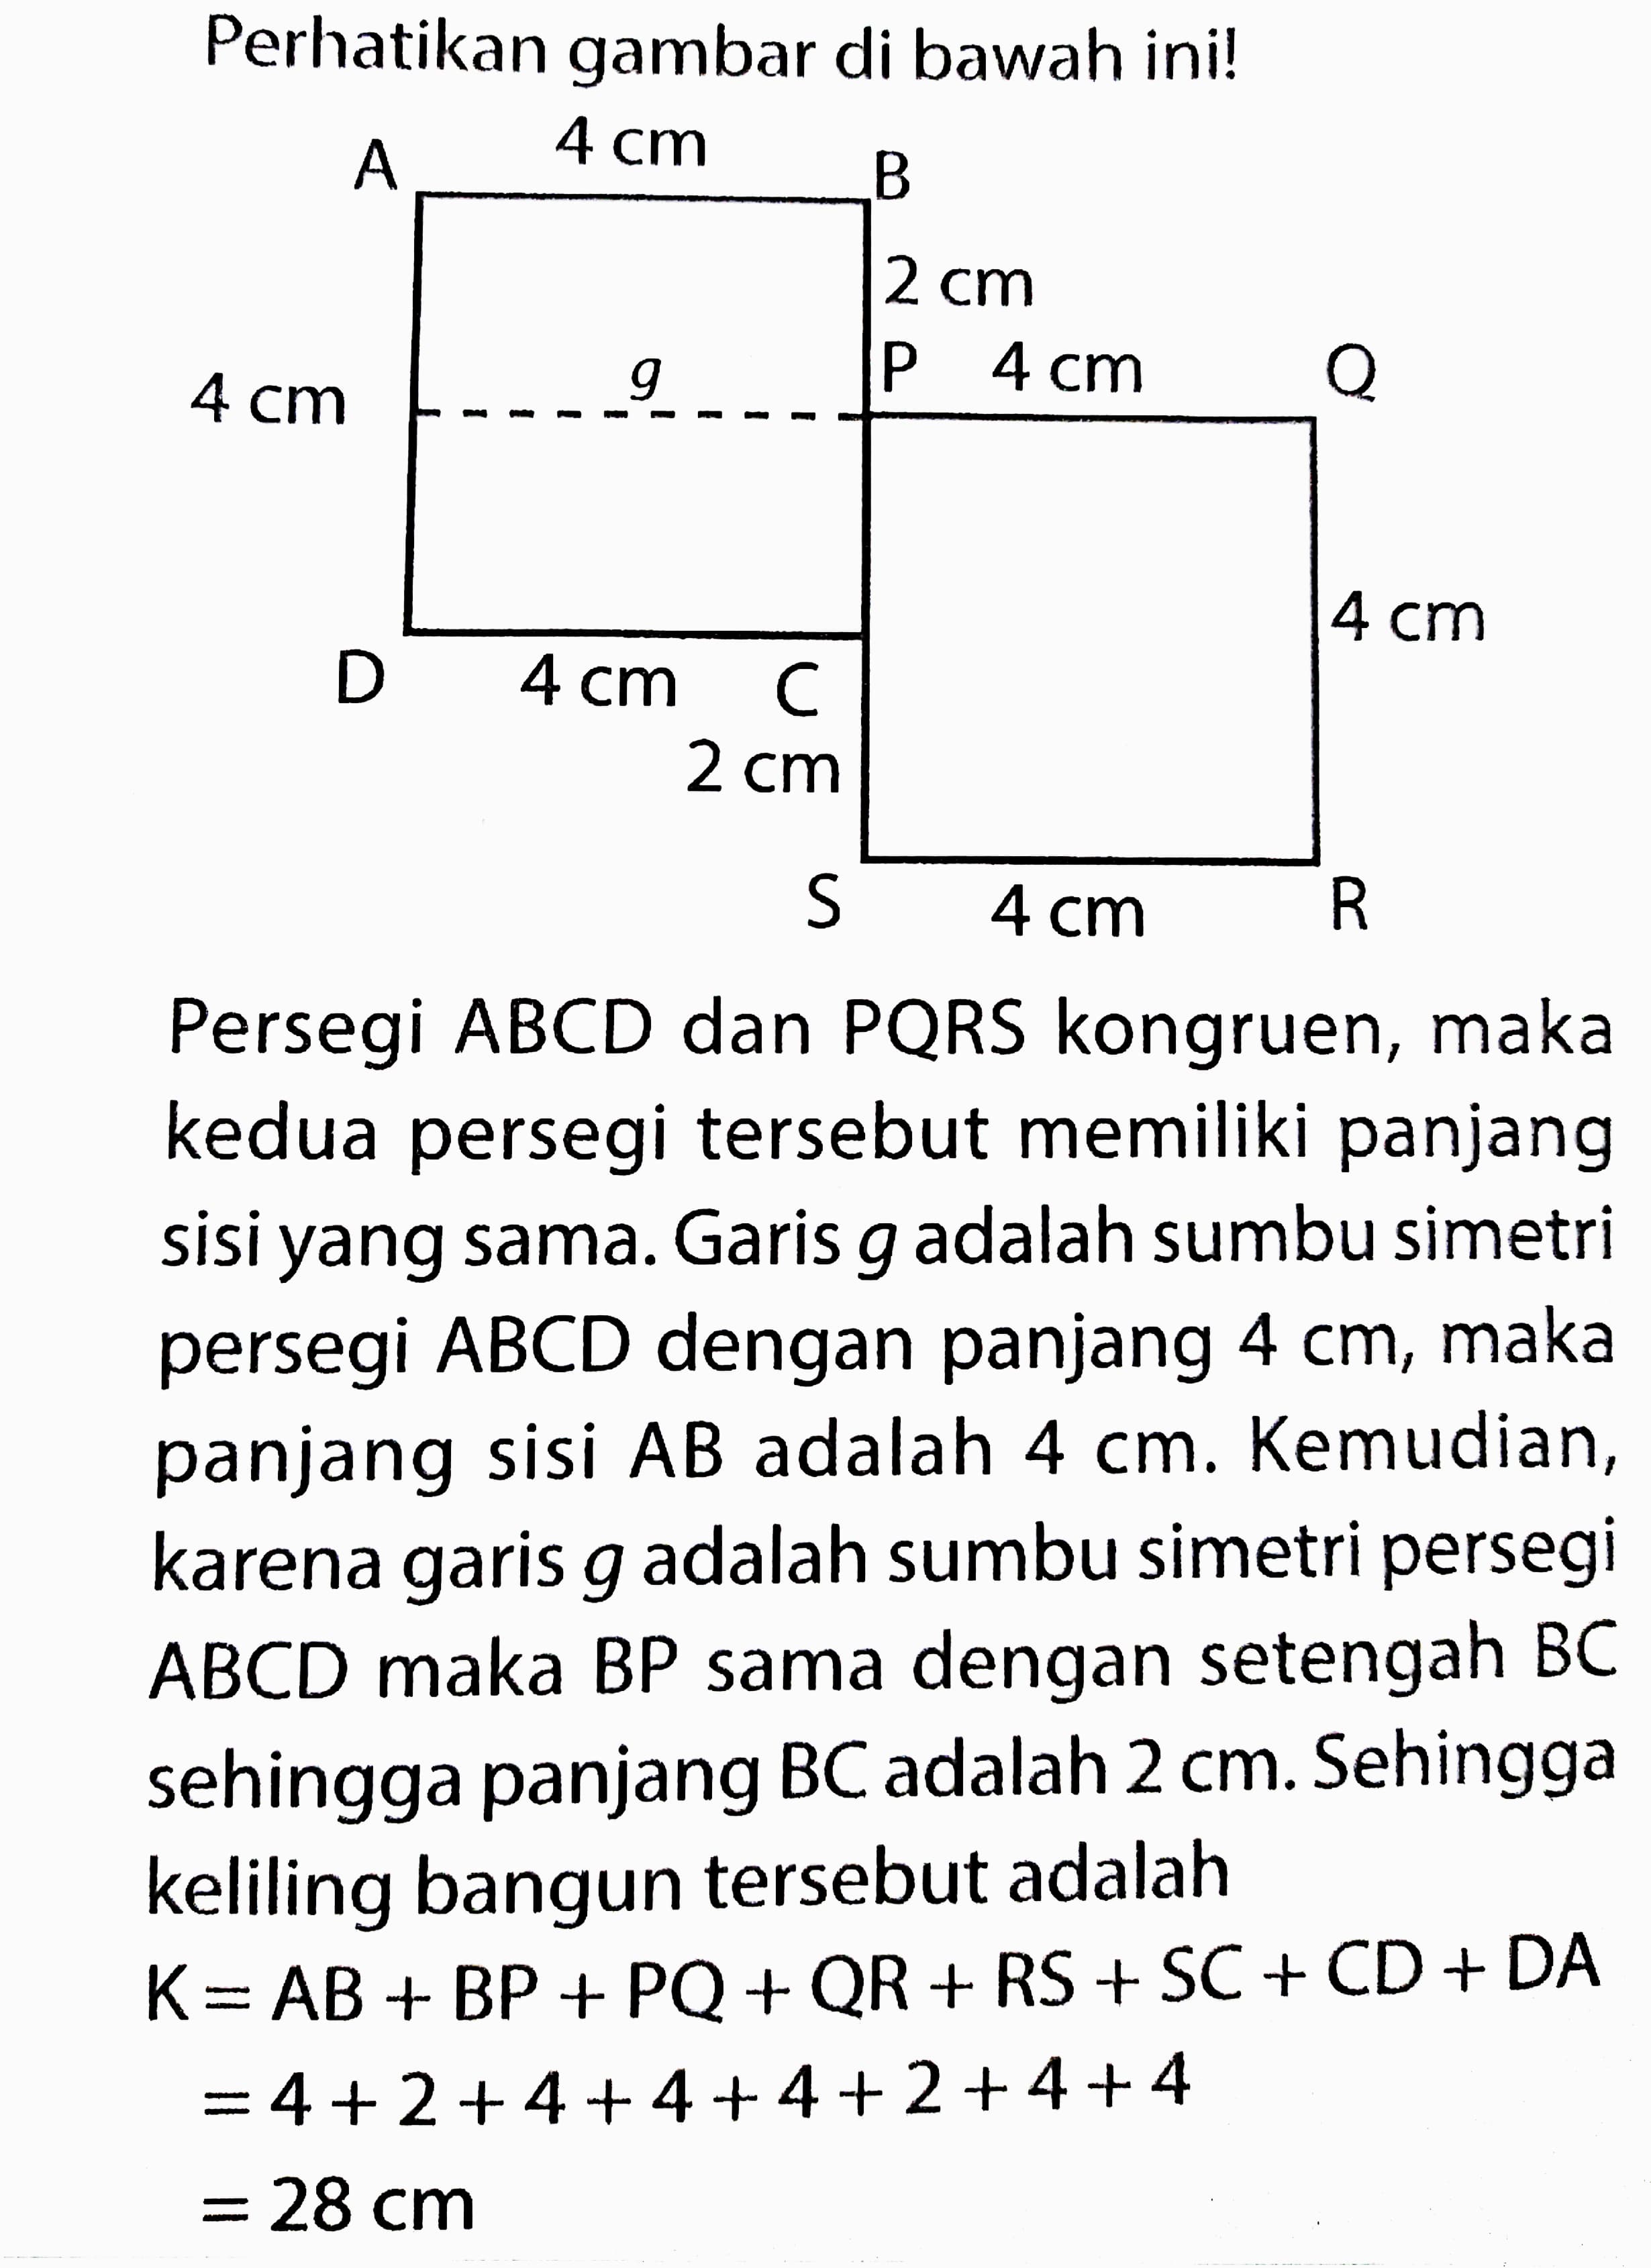 Perhatikan gambar di bawah ini!
4 cm
A
B
2 cm
g
P 4 cm
Q
4 cm
4 cm
D
4 cm
C
2 cm
S
4 cm
R
Persegi ABCD dan PQRS kongruen, maka
kedua persegi tersebut memiliki panjang
sisi yang sama. Garis g adalah sumbu simetri
persegi ABCD dengan panjang 4 cm, maka
panjang sisi AB adalah 4 cm. Kemudian,
karena garis g adalah sumbu simetri persegi
ABCD maka BP sama dengan setengah BC
sehingga panjang BC adalah 2 cm. Sehingga
keliling bangun tersebut adalah
K = AB + BP + PQ + QR + RS + SC + CD + DA
= 4 + 2 + 4 + 4 + 4 + 2 + 4 + 4
= 28 cm